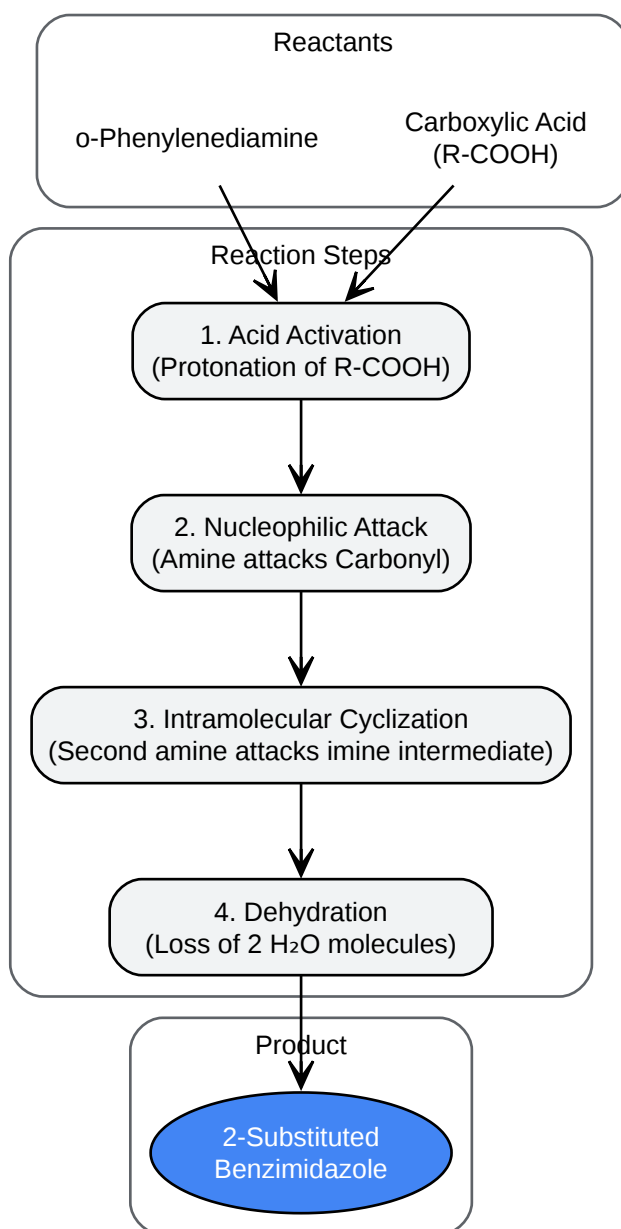 Reactants
o-Phenylenediamine
Carboxylic Acid
(R-COOH)
Reaction Steps
1. Acid Activation
(Protonation of R-COOH)
2. Nucleophilic Attack
(Amine attacks Carbonyl)
3. Intramolecular Cyclization
(Second amine attacks imine intermediate)
4. Dehydration
(Loss of 2 H₂O molecules)
Product
2-Substituted
Benzimidazole